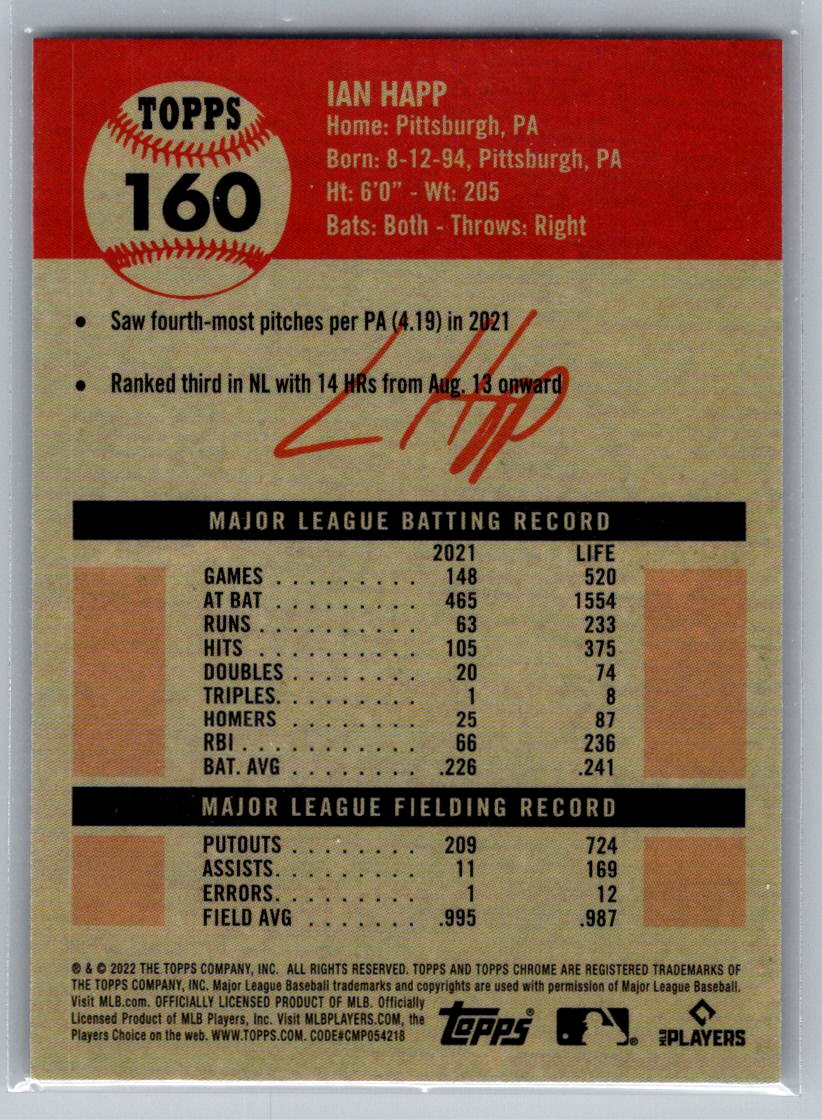 TOPPS
160
IAN HAPP
Home: Pittsburgh, PA
Born: 8-12-94, Pittsburgh, PA
Ht: 6'0" - Wt: 205
Bats: Both - Throws: Right
• Saw fourth-most pitches per PA (4.19) in 2021
• Ranked third in NL with 14 HRs from Aug. 13 onward
I Happ
MAJOR LEAGUE BATTING RECORD
2021 LIFE
GAMES . . . . . . . . . 148 520
AT BAT . . . . . . . . . 465 1554
RUNS . . . . . . . . . . 63 233
HITS . . . . . . . . . . 105 375
DOUBLES . . . . . . . . 20 74
TRIPLES. . . . . . . . . 1 8
HOMERS . . . . . . . . 25 87
RBI . . . . . . . . . . . 66 236
BAT. AVG . . . . . . . . .226 .241
MAJOR LEAGUE FIELDING RECORD
PUTOUTS . . . . . . . . 209 724
ASSISTS. . . . . . . . . 11 169
ERRORS. . . . . . . . . 1 12
FIELD AVG . . . . . . . .995 .987
® & © 2022 THE TOPPS COMPANY, INC. ALL RIGHTS RESERVED. TOPPS AND TOPPS CHROME ARE REGISTERED TRADEMARKS OF
THE TOPPS COMPANY, INC. Major League Baseball trademarks and copyrights are used with permission of Major League Baseball.
Visit MLB.com. OFFICIALLY LICENSED PRODUCT OF MLB. Officially
Licensed Product of MLB Players, Inc. Visit MLBPLAYERS.COM, the
Players Choice on the web. WWW.TOPPS.COM. CODE#CMP054218
topps®
®
MLB PLAYERS